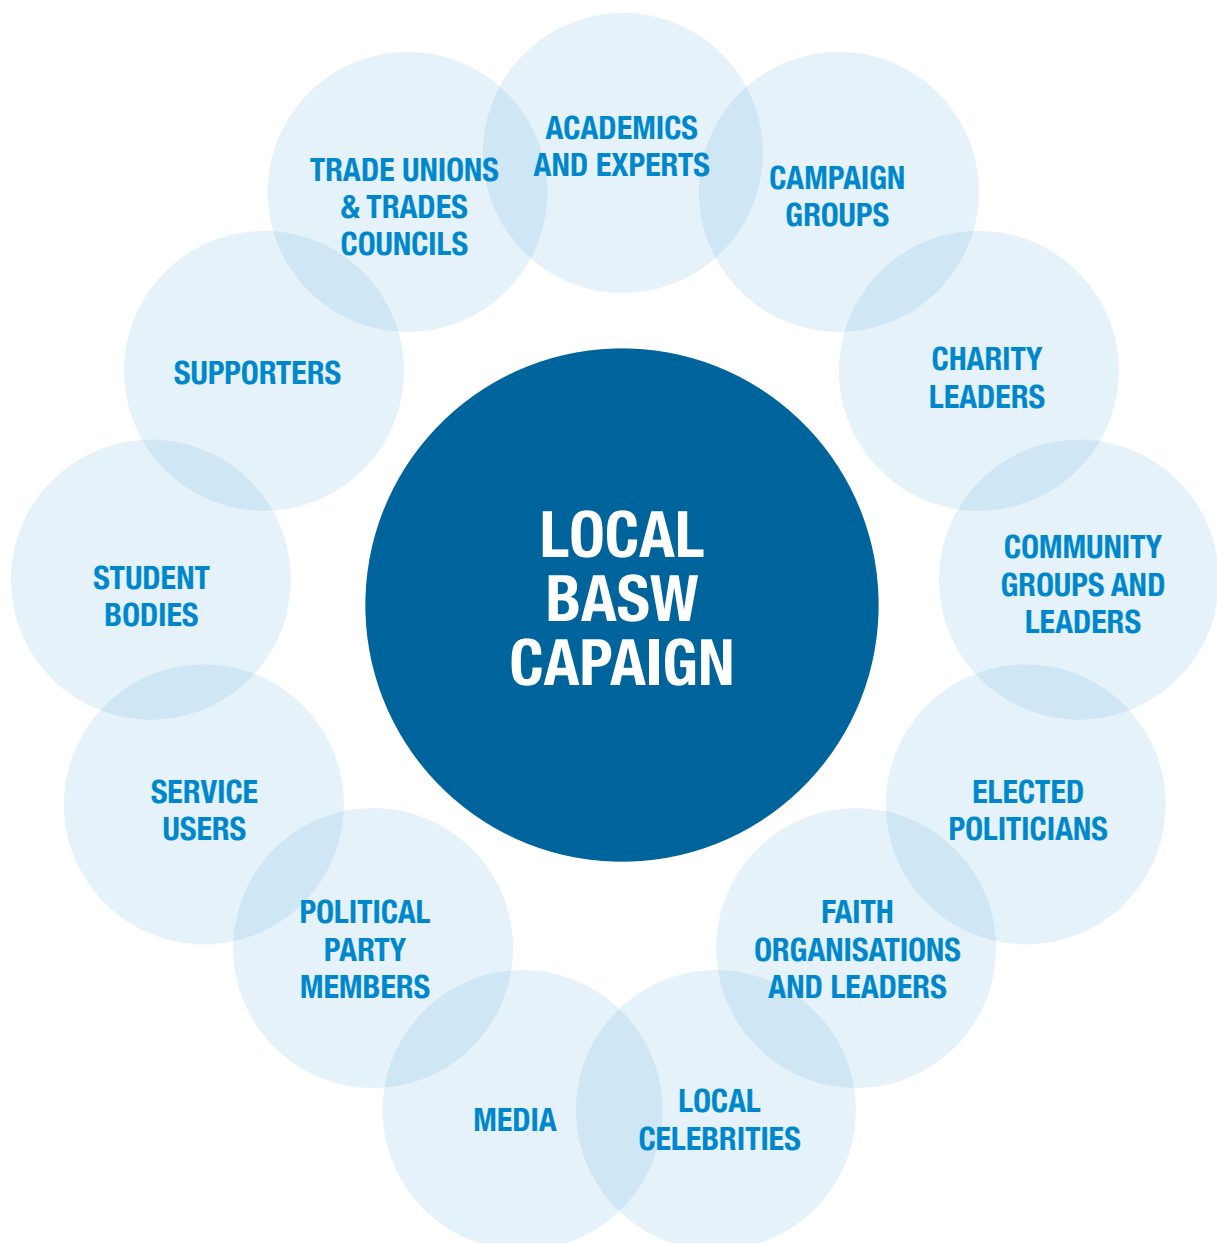 ACADEMICS
AND EXPERTS
CAMPAIGN
GROUPS
CHARITY
LEADERS
COMMUNITY
GROUPS AND
LEADERS
ELECTED
POLITICIANS
FAITH
ORGANISATIONS
AND LEADERS
LOCAL
CELEBRITIES
MEDIA
POLITICAL
PARTY
MEMBERS
SERVICE
USERS
STUDENT
BODIES
SUPPORTERS
TRADE UNIONS
& TRADES
COUNCILS
LOCAL
BASW
CAPAIGN